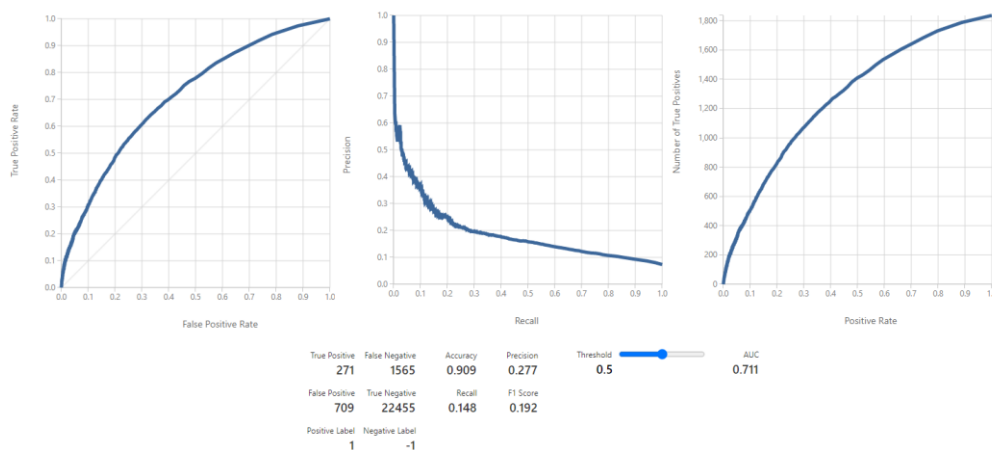 1.0
0.9
0.8
0.7
0.6
0.5
0.4
0.3
0.2
0.1
0.0
0.0 0.1 0.2 0.3 0.4 0.5 0.6 0.7 0.8 0.9 1.0
True Positive Rate
False Positive Rate
1.0
0.9
0.8
0.7
0.6
0.5
0.4
0.3
0.2
0.1
0.0
0.0 0.1 0.2 0.3 0.4 0.5 0.6 0.7 0.8 0.9 1.0
Precision
Recall
1,800
1,600
1,400
1,200
1,000
800
600
400
200
0
0.0 0.1 0.2 0.3 0.4 0.5 0.6 0.7 0.8 0.9 1.0
Number of True Positives
Positive Rate
True Positive False Negative Accuracy Precision Threshold AUC
271 1565 0.909 0.277 0.5 0.711
False Positive True Negative Recall F1 Score
709 22455 0.148 0.192
Positive Label Negative Label
1 -1